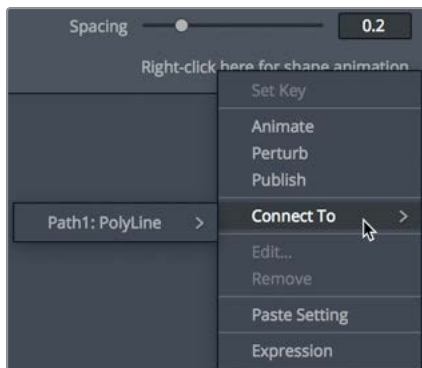 Spacing 0.2
Right-click here for shape animation
Set Key
Animate
Perturb
Publish
Path1: PolyLine >
Connect To >
Edit...
Remove
Paste Setting
Expression